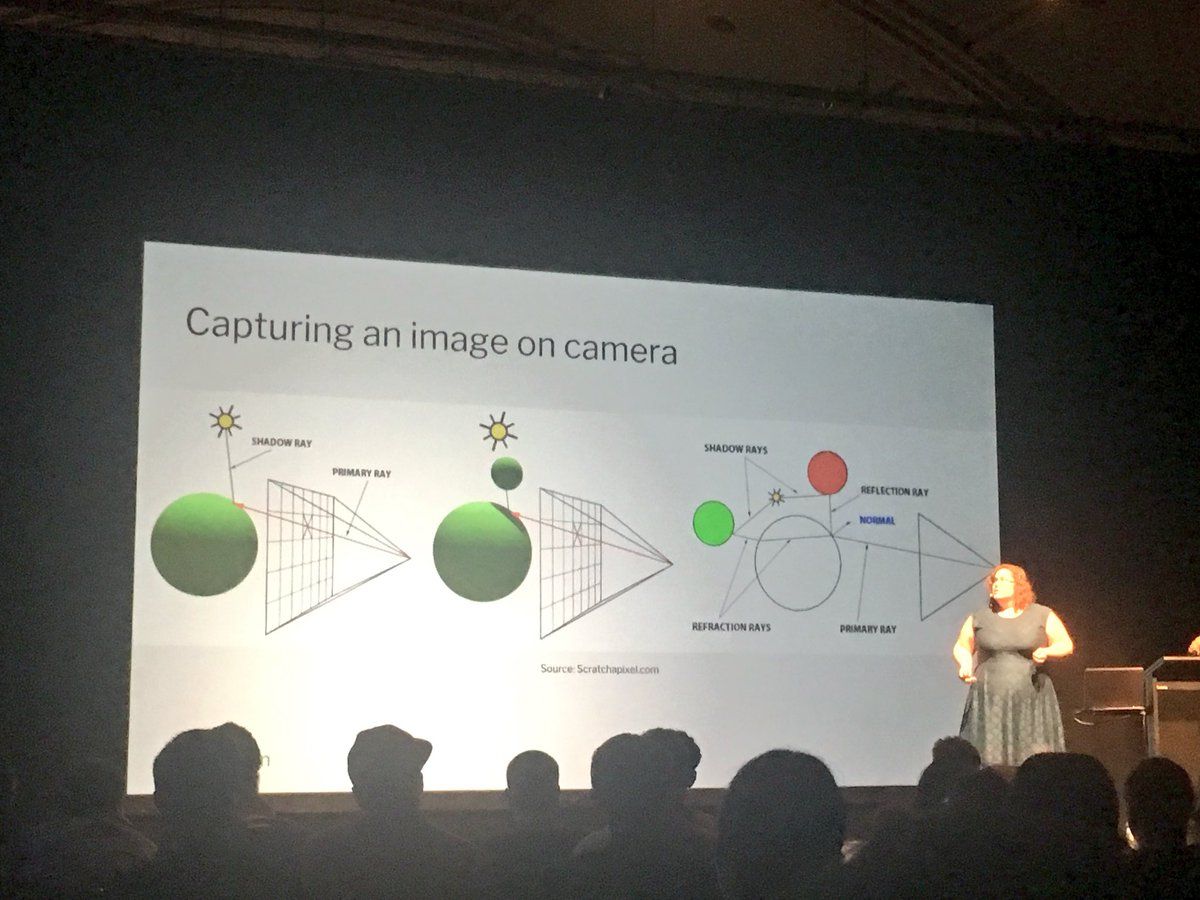 Capturing an image on camera
SHADOW RAY
PRIMARY RAY
SHADOW RAYS
REFLECTION RAY
NORMAL
REFRACTION RAYS
PRIMARY RAY
Source: Scratchapixel.com